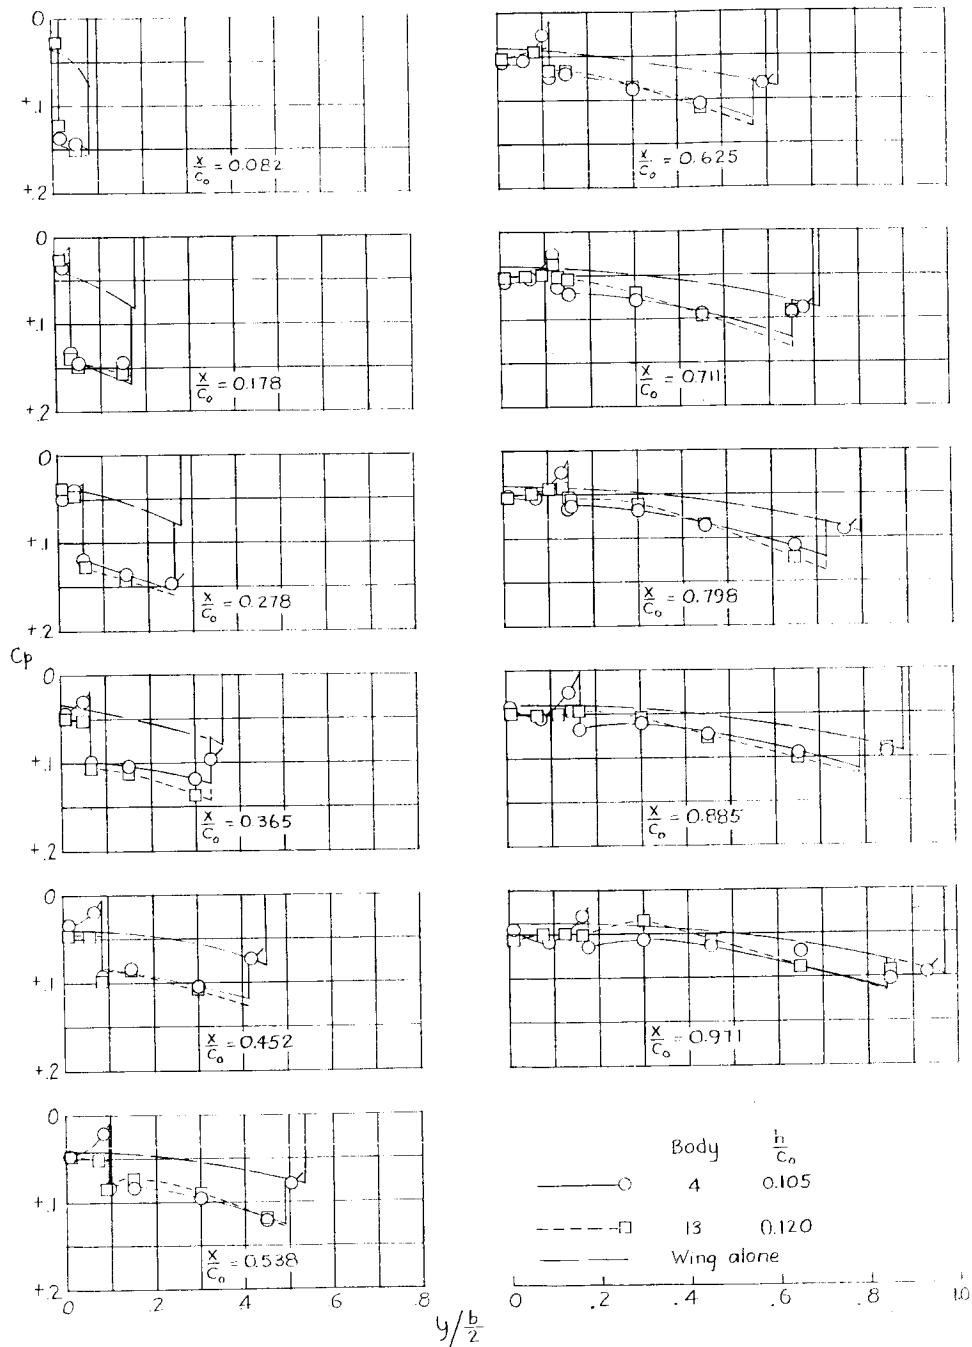 0
+.1
+.2
x/c₀ = 0.082
0
+.1
+.2
x/c₀ = 0.178
0
+.1
+.2
x/c₀ = 0.278
Cp
0
+.1
+.2
x/c₀ = 0.365
0
+.1
+.2
x/c₀ = 0.452
0
+.1
+.2
x/c₀ = 0.538
0 .2 .4 .6 .8
x/c₀ = 0.625
x/c₀ = 0.711
x/c₀ = 0.798
x/c₀ = 0.885
x/c₀ = 0.971
Body h/c₀
4 0.105
13 0.120
Wing alone
0 .2 .4 .6 .8 1.0
y/b/2